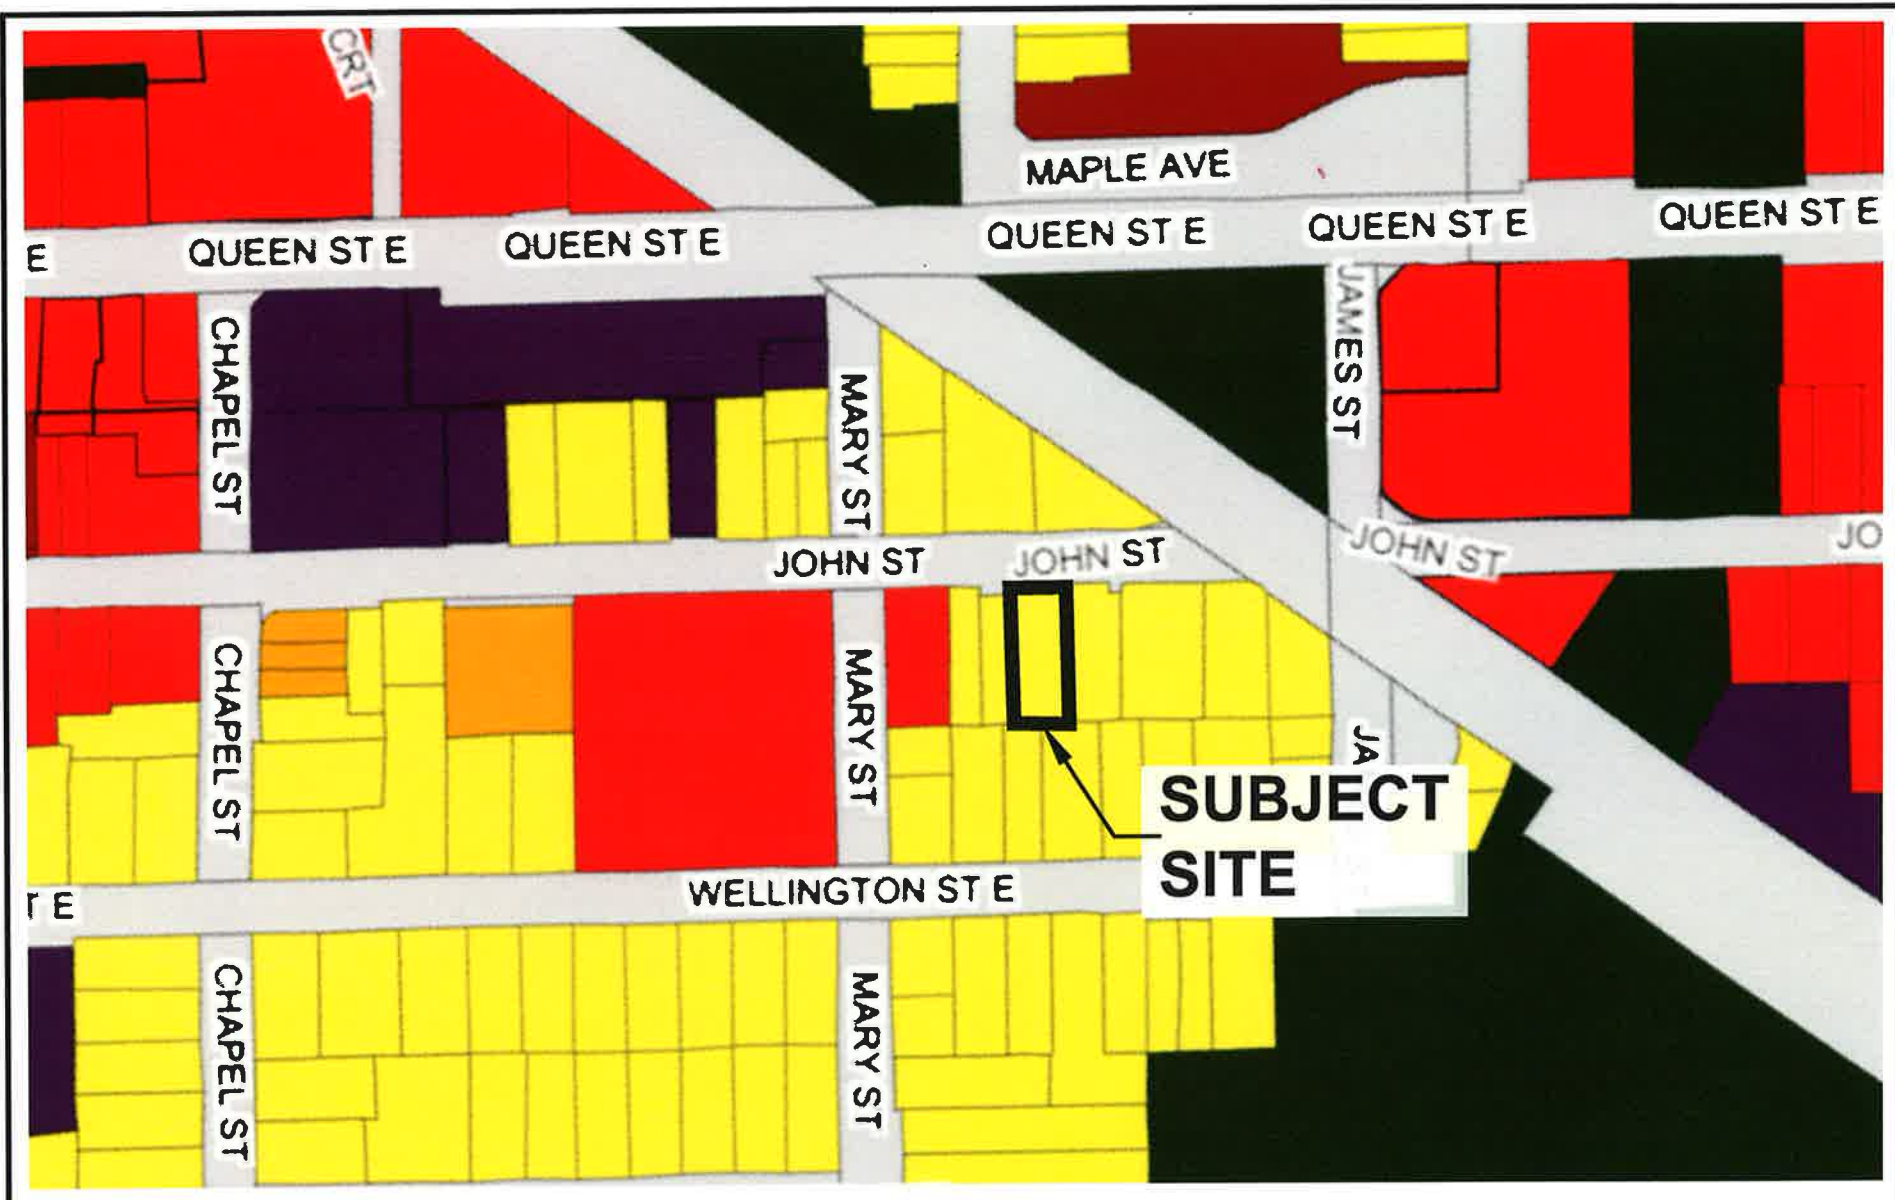 CRT
MAPLE AVE
QUEEN ST E
QUEEN ST E
QUEEN ST E
QUEEN ST E
QUEEN ST E
E
CHAPEL ST
MARY ST
JAMES ST
JOHN ST
JOHN ST
JOHN ST
JO
CHAPEL ST
MARY ST
JA
SUBJECT
SITE
WELLINGTON ST E
T E
CHAPEL ST
MARY ST